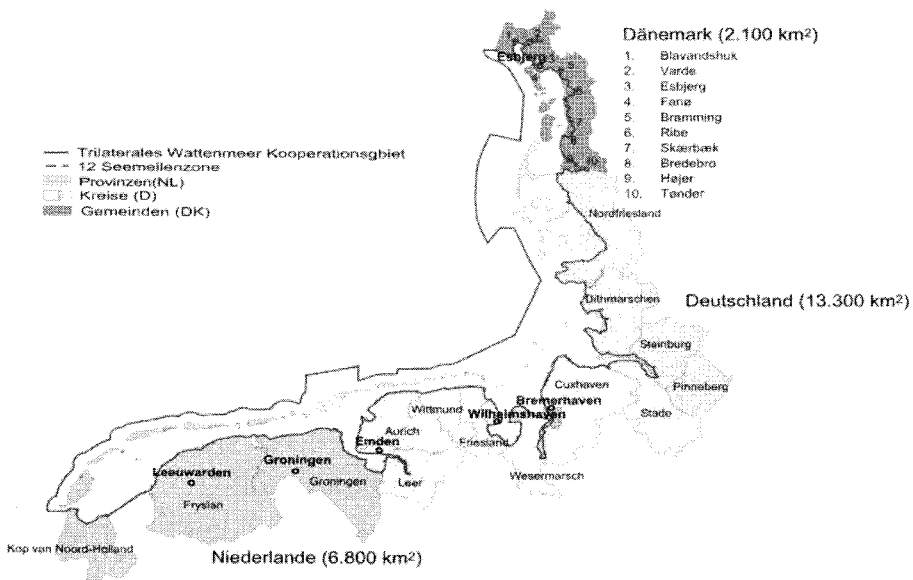 Dänemark (2.100 km²)
1. Blavandshuk
2. Varde
3. Esbjerg
4. Fanø
5. Bramming
6. Ribe
7. Skærbæk
8. Bredebro
9. Højer
10. Tønder
Esbjerg
Trilaterales Wattenmeer Kooperationsgbiet
12 Seemeilenzone
Provinzen(NL)
Kreise (D)
Gemeinden (DK)
Nordfriesland
Dithmarschen
Deutschland (13.300 km²)
Steinburg
Pinneberg
Stade
Cuxhaven
Bremerhaven
Wilhelmshaven
Wittmund
Aurich
Friesland
Emden
Wesermarsch
Leer
Groningen
Groningen
Leeuwarden
Fryslan
Kop van Noord-Holland
Niederlande (6.800 km²)